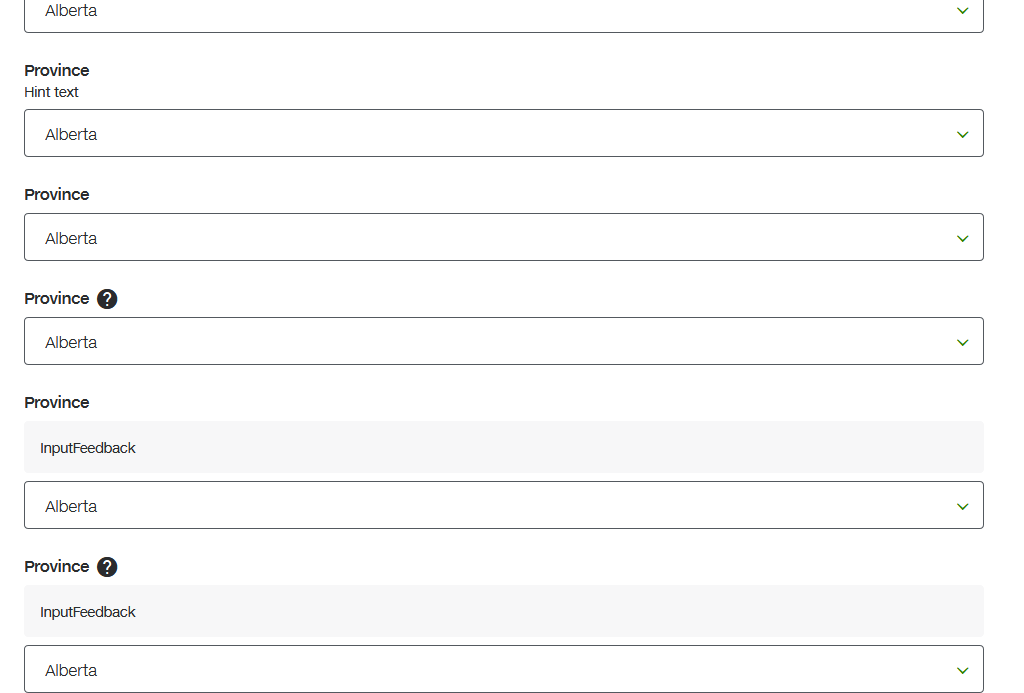 Alberta
Province
Hint text
Alberta
Province
Alberta
Province ?
Alberta
Province
InputFeedback
Alberta
Province ?
InputFeedback
Alberta